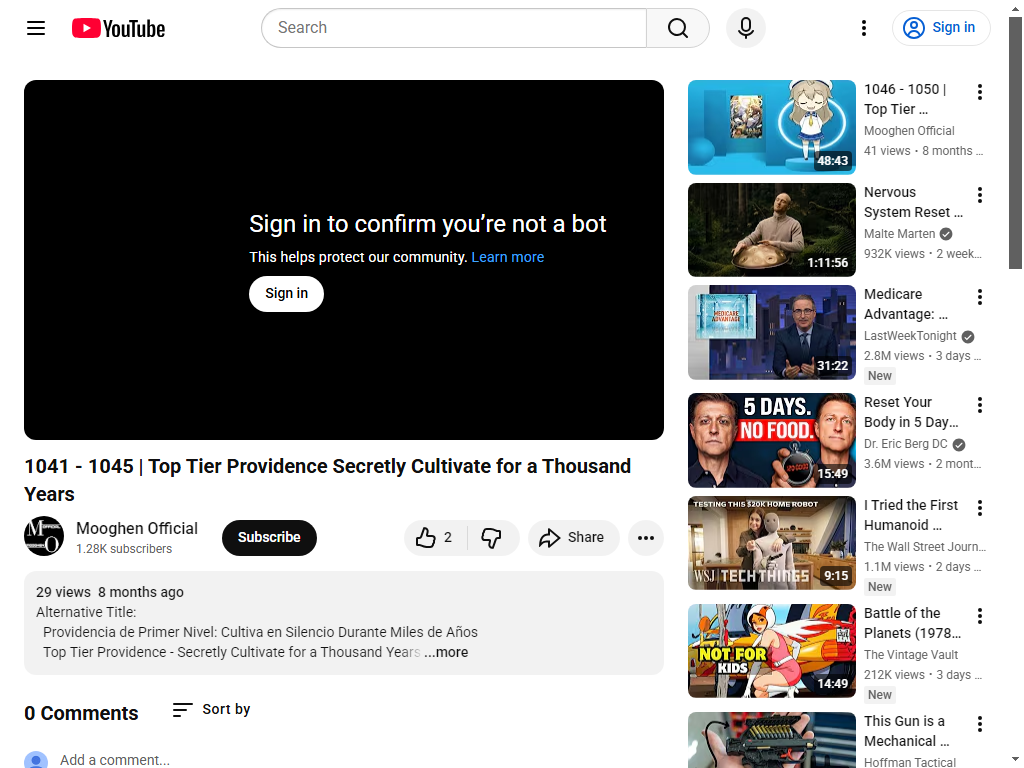 YouTube
Search
Sign in
Sign in to confirm you’re not a bot
This helps protect our community. Learn more
Sign in
1041 - 1045 | Top Tier Providence Secretly Cultivate for a Thousand
Years
Mooghen Official
1.28K subscribers
Subscribe
2
Share
29 views 8 months ago
Alternative Title:
Providencia de Primer Nivel: Cultiva en Silencio Durante Miles de Años
Top Tier Providence - Secretly Cultivate for a Thousand Years ...more
0 Comments
Sort by
Add a comment...
48:43
1046 - 1050 |
Top Tier ...
Mooghen Official
41 views • 8 months ...
1:11:56
Nervous
System Reset ...
Malte Marten
932K views • 2 week...
MEDICARE
ADVANTAGE
31:22
Medicare
Advantage: ...
LastWeekTonight
2.8M views • 3 days ...
New
5 DAYS.
NO FOOD.
15:49
Reset Your
Body in 5 Day...
Dr. Eric Berg DC
3.6M views • 2 mont...
TESTING THIS $20K HOME ROBOT
WSJ TECH THINGS
9:15
I Tried the First
Humanoid ...
The Wall Street Journ...
1.1M views • 2 days ...
New
NOT FOR
KIDS
14:49
Battle of the
Planets (1978...
The Vintage Vault
212K views • 3 days ...
New
This Gun is a
Mechanical ...
Hoffman Tactical